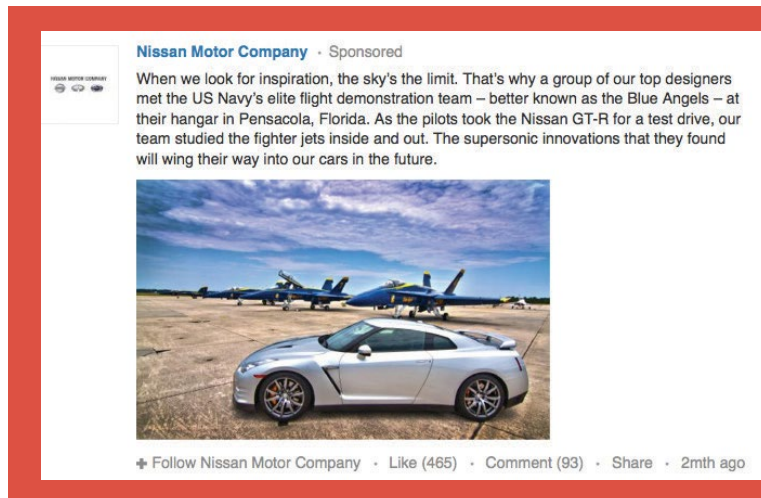 Nissan Motor Company · Sponsored
NISSAN MOTOR COMPANY
When we look for inspiration, the sky's the limit. That's why a group of our top designers
met the US Navy's elite flight demonstration team – better known as the Blue Angels – at
their hangar in Pensacola, Florida. As the pilots took the Nissan GT-R for a test drive, our
team studied the fighter jets inside and out. The supersonic innovations that they found
will wing their way into our cars in the future.
+ Follow Nissan Motor Company · Like (465) · Comment (93) · Share · 2mth ago